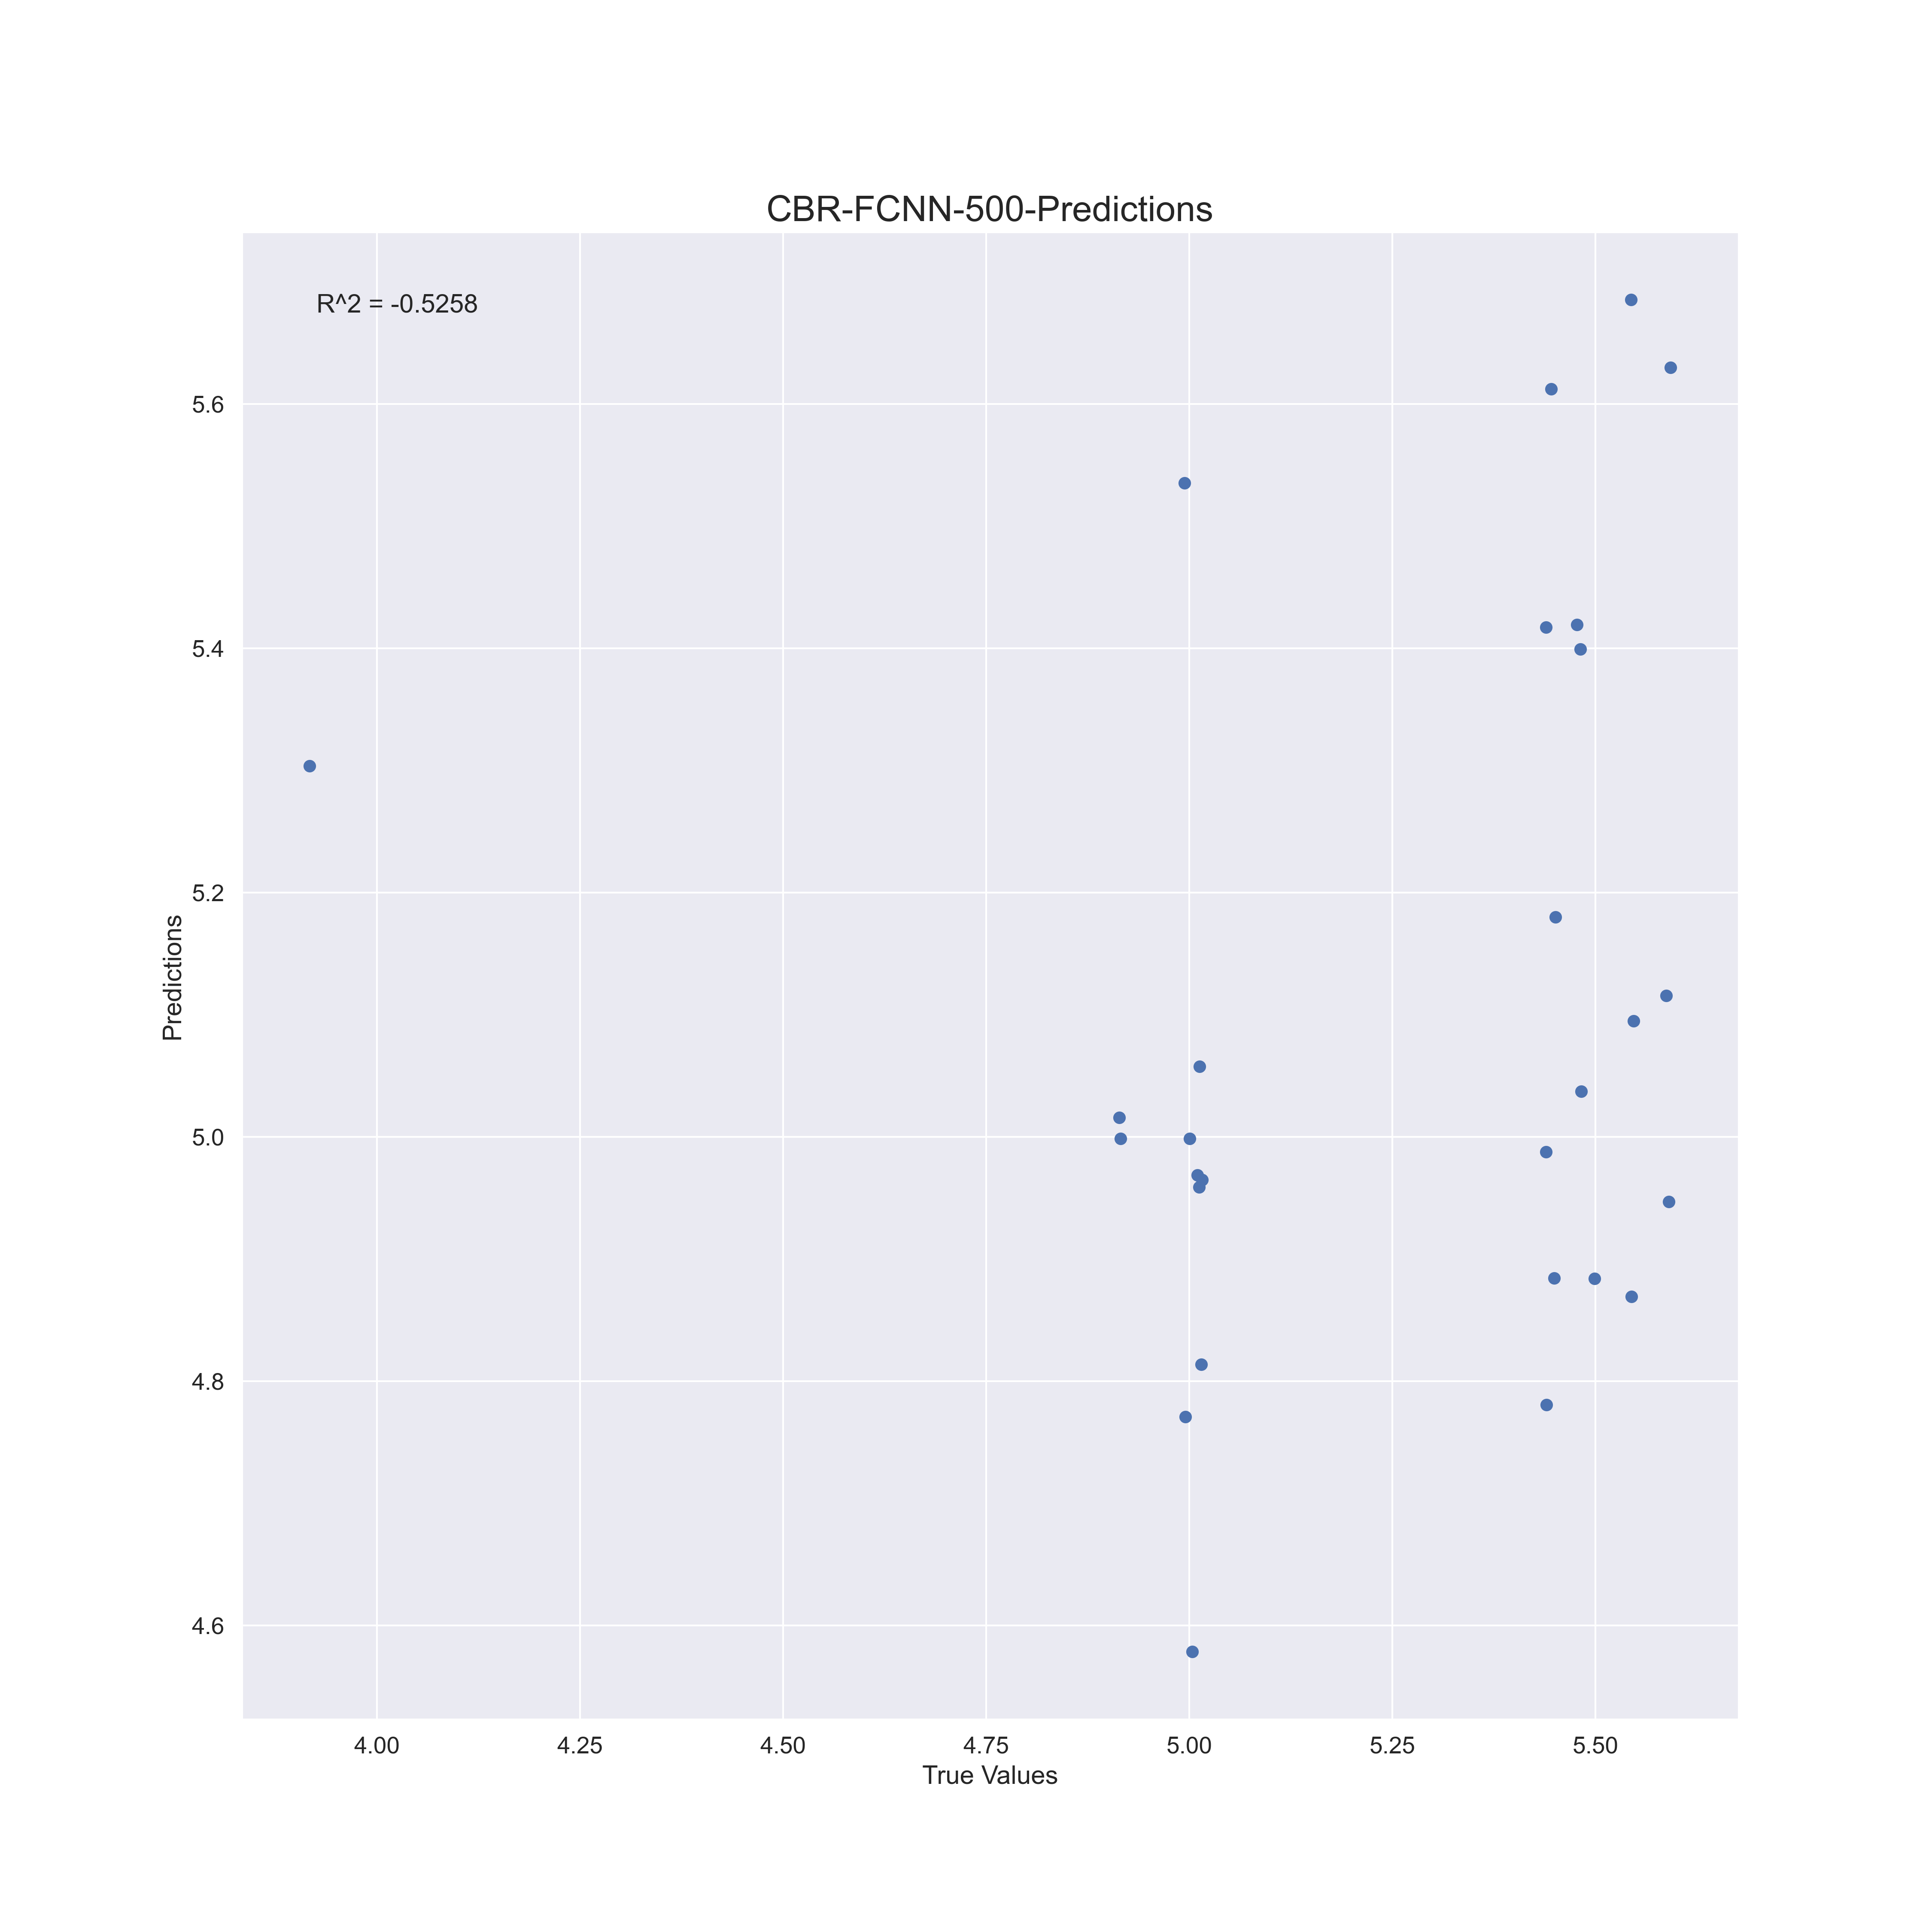 CBR-FCNN-500-Predictions
R^2 = -0.5258
5.6
5.4
5.2
5.0
4.8
4.6
Predictions
4.00 4.25 4.50 4.75 5.00 5.25 5.50
True Values